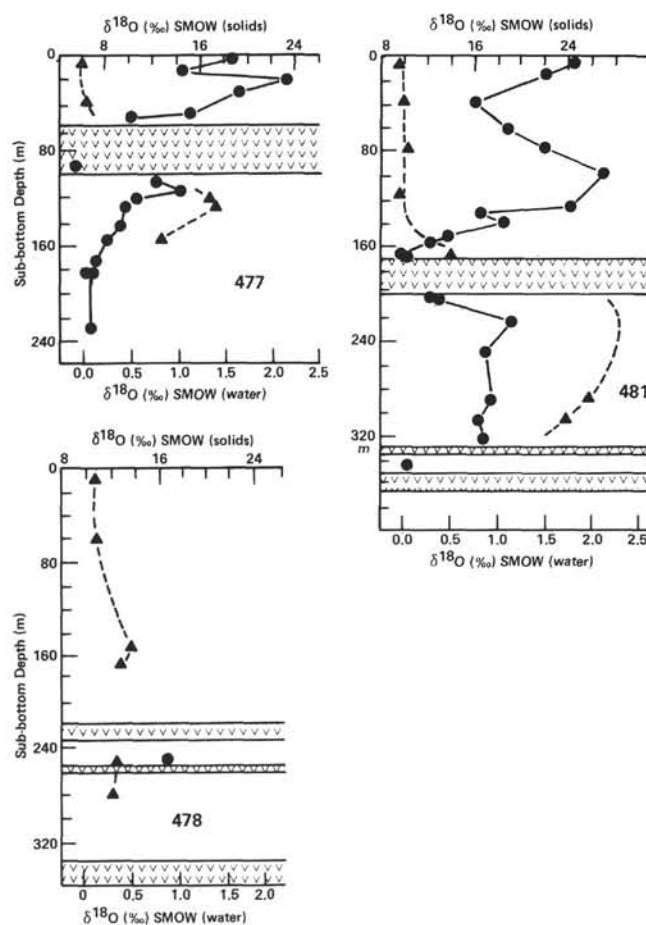 δ¹⁸O (‰) SMOW (solids)
8 16 24
0
80
160
240
Sub-bottom Depth (m)
477
0.0 0.5 1.0 1.5 2.0 2.5
δ¹⁸O (‰) SMOW (water)
δ¹⁸O (‰) SMOW (solids)
8 16 24
0
80
160
240
320
m
481
0.0 0.5 1.0 1.5 2.0
δ¹⁸O (‰) SMOW (water)
δ¹⁸O (‰) SMOW (solids)
8 16 24
0
80
160
240
320
Sub-bottom Depth (m)
478
0 0.5 1.0 1.5 2.0
δ¹⁸O (‰) SMOW (water)